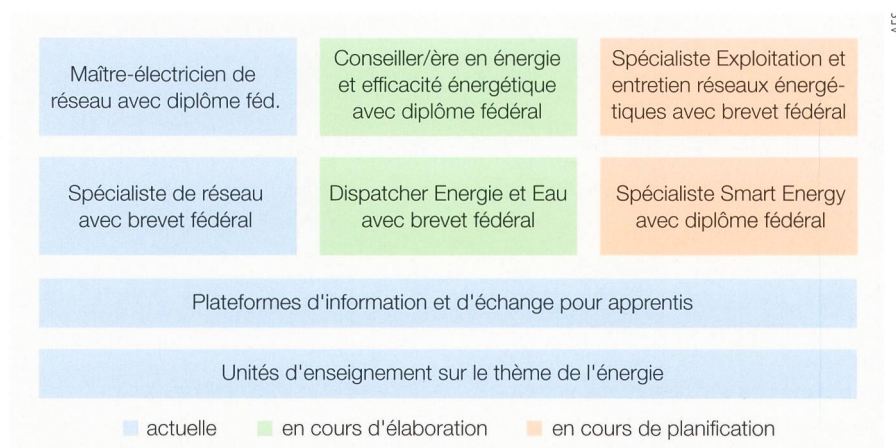 AES
Maître-électricien de
réseau avec diplôme féd.
Conseiller/ère en énergie
et efficacité énergétique
avec diplôme fédéral
Spécialiste Exploitation et
entretien réseaux énergé-
tiques avec brevet fédéral
Spécialiste de réseau
avec brevet fédéral
Dispatcher Energie et Eau
avec brevet fédéral
Spécialiste Smart Energy
avec diplôme fédéral
Plateformes d'information et d'échange pour apprentis
Unités d'enseignement sur le thème de l'énergie
actuelle
en cours d'élaboration
en cours de planification